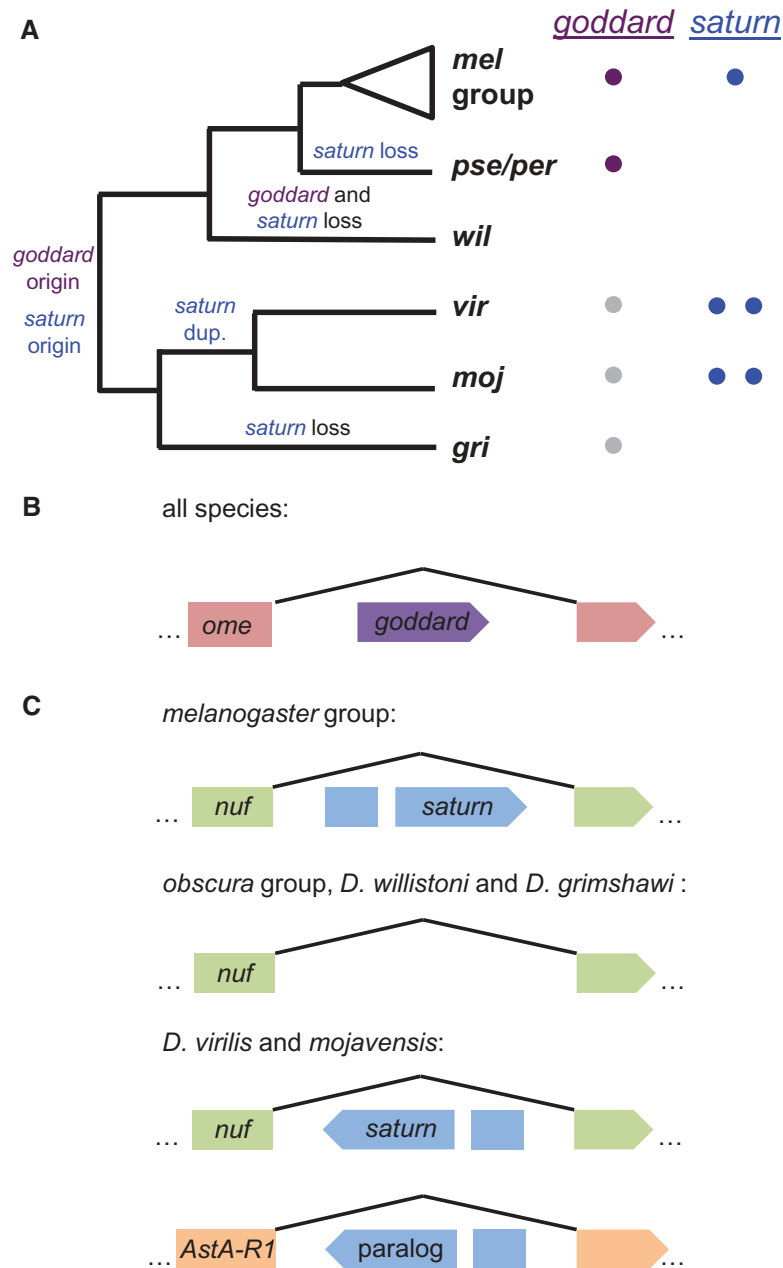 A
goddard saturn
mel
group
saturn loss
pse/per
goddard and
saturn loss
wil
goddard
origin
saturn
origin
saturn
dup.
vir
moj
saturn loss
gri
B
all species:
... ome goddard ...
C
melanogaster group:
... nuf saturn ...
obscura group, D. willistoni and D. grimshawi :
... nuf ...
D. virilis and mojavensis:
... nuf saturn ...
... AstA-R1 paralog ...